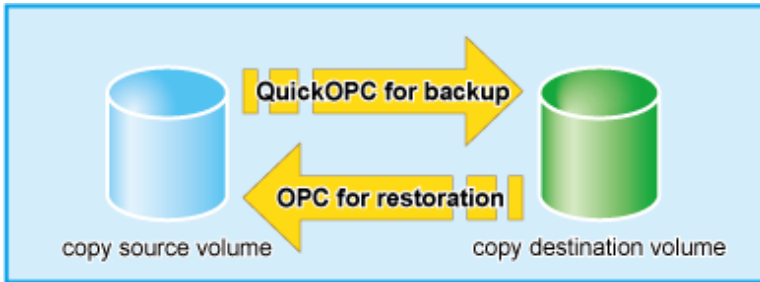 QuickOPC for backup
OPC for restoration
copy source volume
copy destination volume